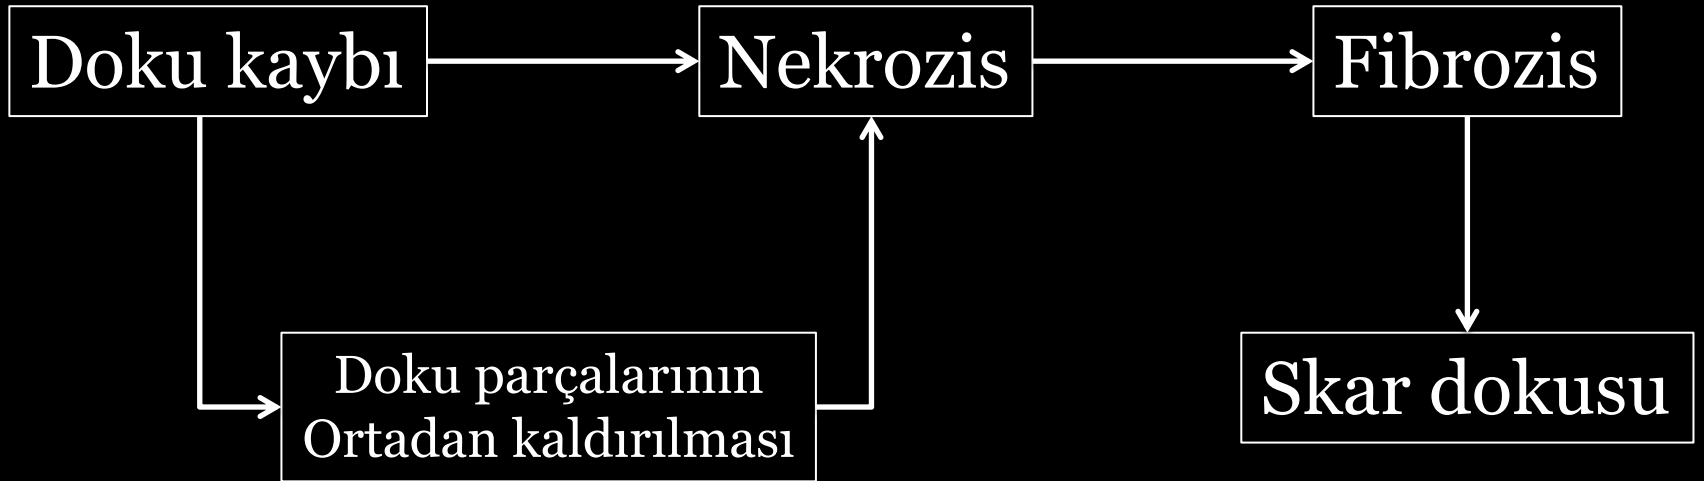 Doku kaybı
Nekrozis
Fibrozis
Doku parçalarının
Ortadan kaldırılması
Skar dokusu